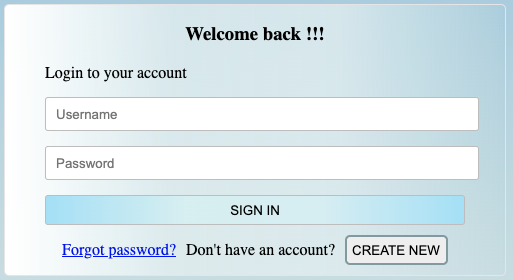 Welcome back !!!
Login to your account
Username
Password
SIGN IN
Forgot password? Don't have an account? CREATE NEW